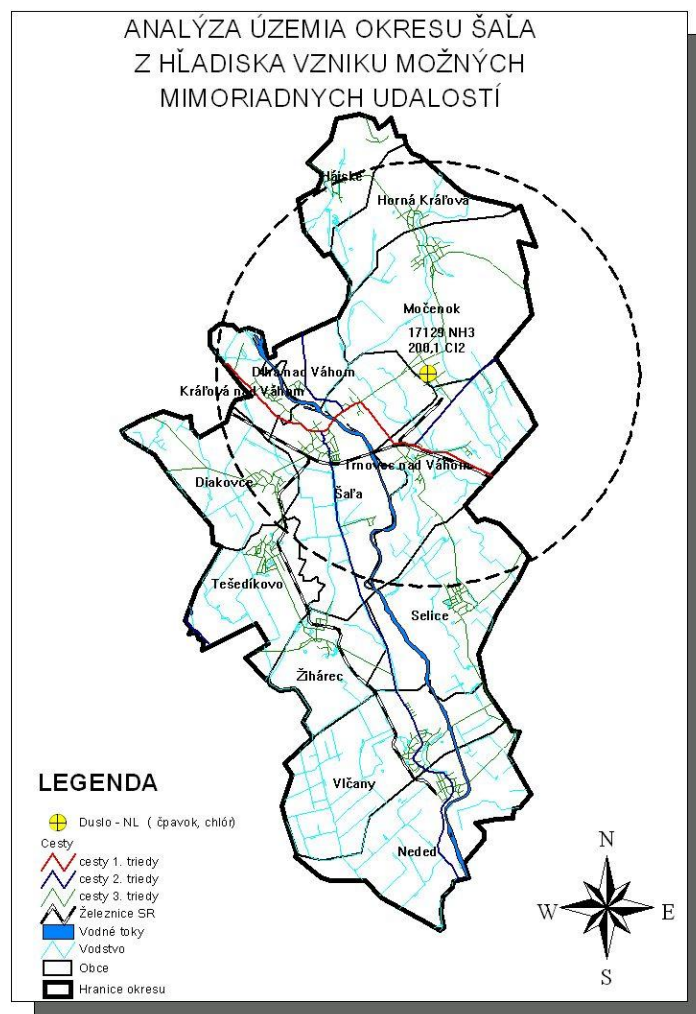 ANALÝZA ÚZEMIA OKRESU ŠAĽA
Z HĽADISKA VZNIKU MOŽNÝCH
MIMORIADNYCH UDALOSTÍ
Hájske
Horná Kráľova
Močenok
17129 NH3
200,1 Cl2
Dlhá nad Váhom
Kráľová nad Váhom
Trnovec nad Váhom
Diakovce
Šaľa
Tešedíkovo
Selice
Žihárec
Vlčany
Neded
LEGENDA
Duslo - NL ( čpavok, chlór)
Cesty
cesty 1. triedy
cesty 2. triedy
cesty 3. triedy
Železnice SR
Vodné toky
Vodstvo
Obce
Hranice okresu
N
W
E
S